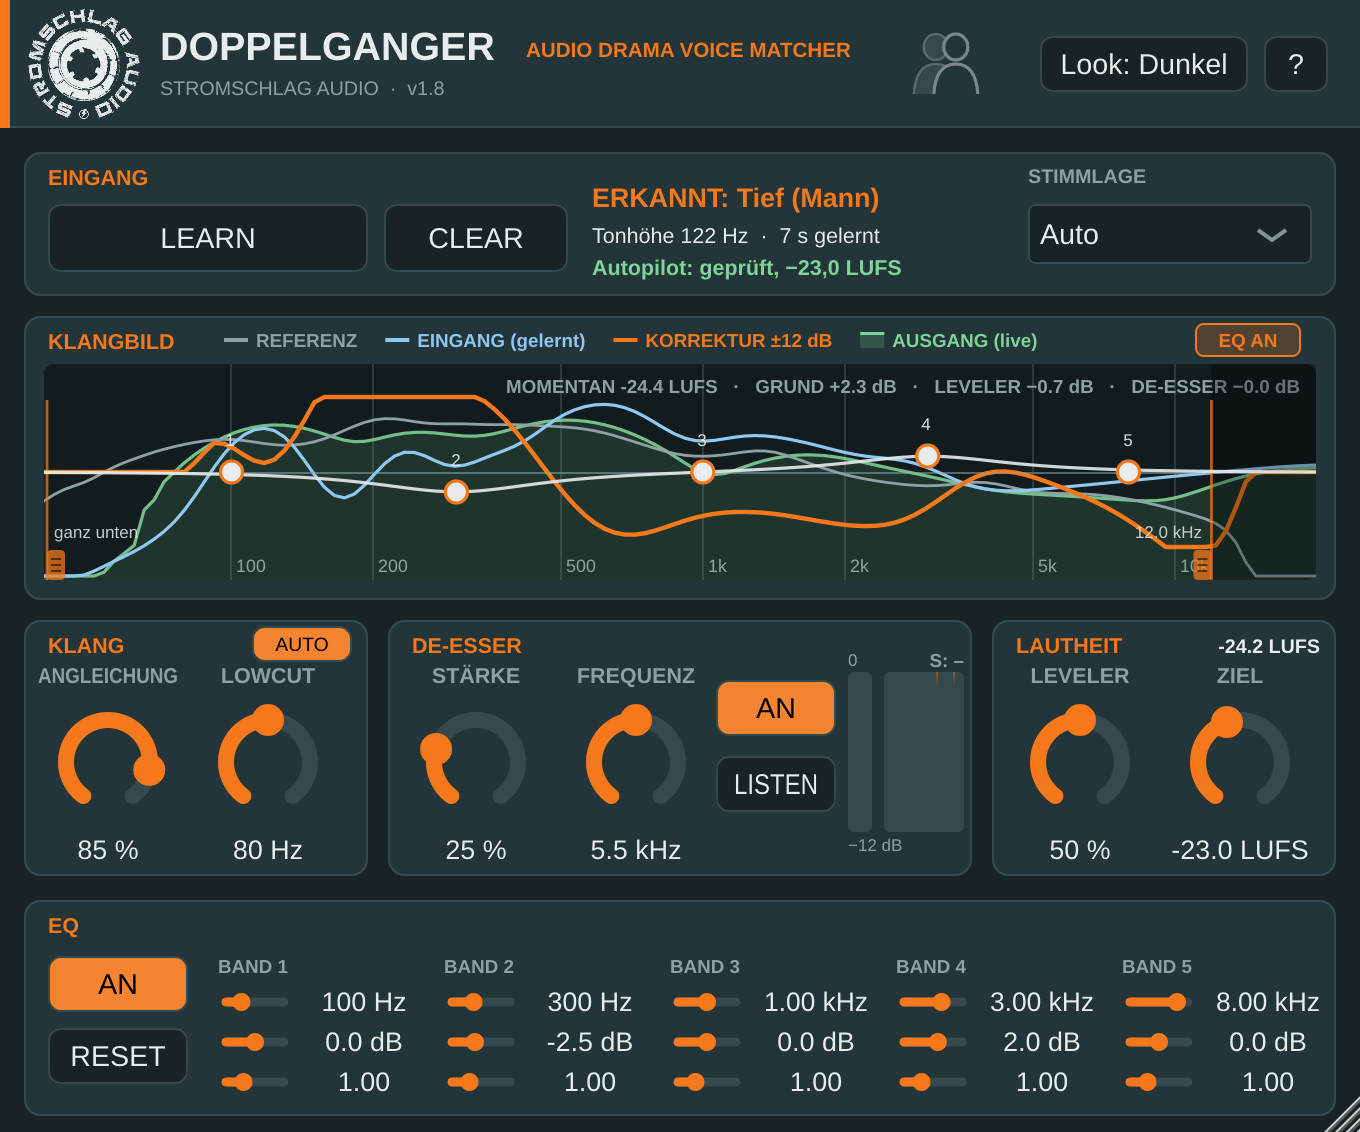 STROMSCHLAG AUDIO
DOPPELGANGER
AUDIO DRAMA VOICE MATCHER
STROMSCHLAG AUDIO · v1.8
Look: Dunkel
?
EINGANG
LEARN
CLEAR
ERKANNT: Tief (Mann)
Tonhöhe 122 Hz · 7 s gelernt
Autopilot: geprüft, −23,0 LUFS
STIMMLAGE
Auto
KLANGBILD
REFERENZ
EINGANG (gelernt)
KORREKTUR ±12 dB
AUSGANG (live)
EQ AN
MOMENTAN -24.4 LUFS · GRUND +2.3 dB · LEVELER −0.7 dB · DE-ESSER −0.0 dB
1
2
3
4
5
ganz unten
12.0 kHz
100
200
500
1k
2k
5k
KLANG
AUTO
ANGLEICHUNG
LOWCUT
85 %
80 Hz
DE-ESSER
STÄRKE
FREQUENZ
25 %
5.5 kHz
AN
LISTEN
0
S: –
−12 dB
LAUTHEIT
-24.2 LUFS
LEVELER
ZIEL
50 %
-23.0 LUFS
EQ
AN
RESET
BAND 1
BAND 2
BAND 3
BAND 4
BAND 5
100 Hz
300 Hz
1.00 kHz
3.00 kHz
8.00 kHz
0.0 dB
-2.5 dB
0.0 dB
2.0 dB
0.0 dB
1.00
1.00
1.00
1.00
1.00